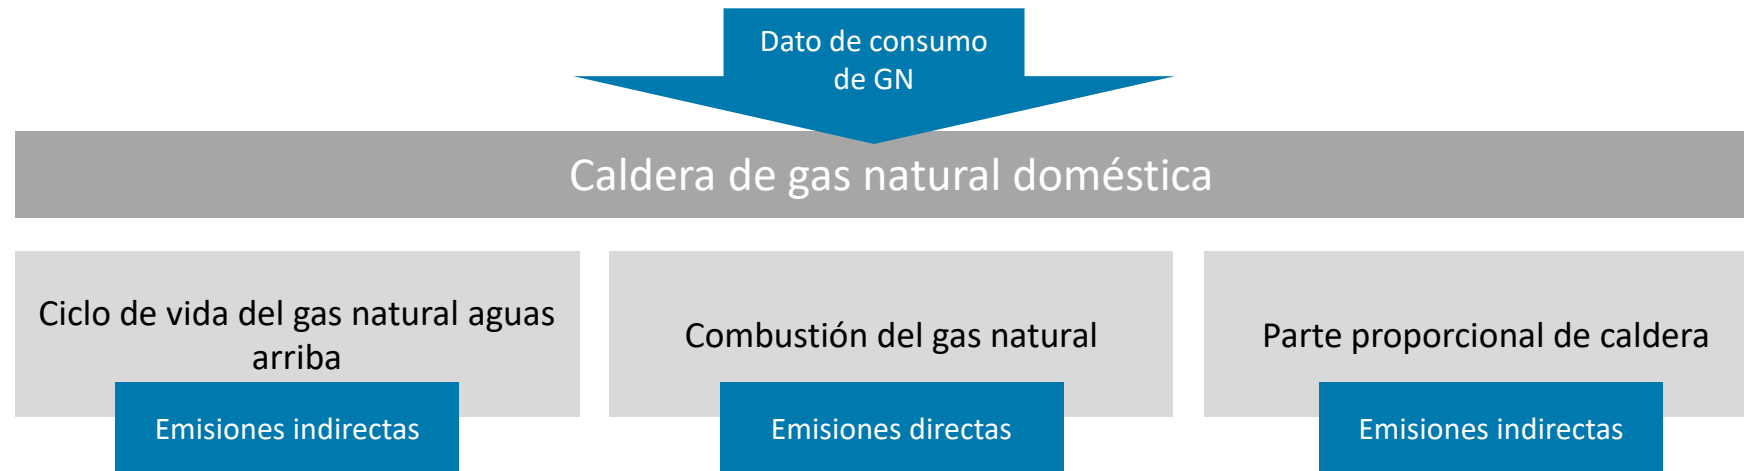 Dato de consumo
de GN
Caldera de gas natural doméstica
Ciclo de vida del gas natural aguas
arriba
Emisiones indirectas
Combustión del gas natural
Emisiones directas
Parte proporcional de caldera
Emisiones indirectas